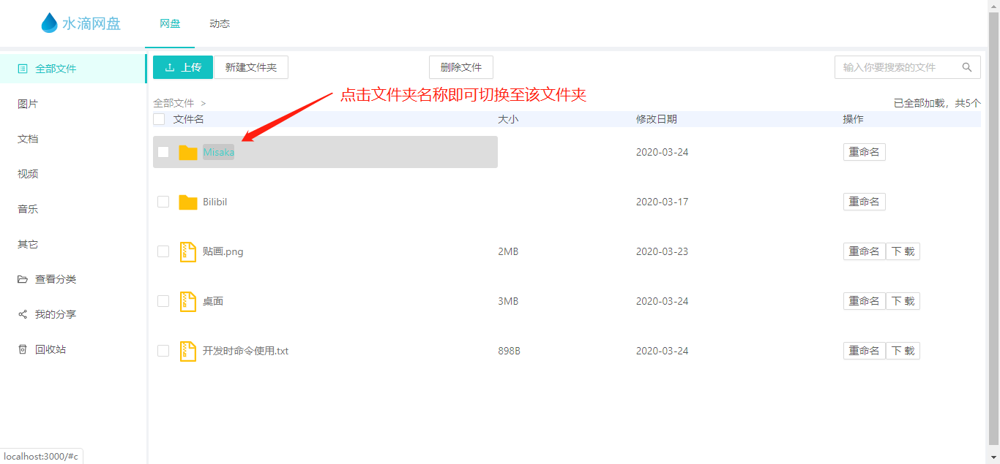 水滴网盘 网盘 动态
全部文件
图片
文档
视频
音乐
其它
查看分类
我的分享
回收站
上传 新建文件夹 删除文件 输入你要搜索的文件
点击文件夹名称即可切换至该文件夹
全部文件 > 已全部加载，共5个
文件名 大小 修改日期 操作
Misaka 2020-03-24 重命名
Bilibil 2020-03-17 重命名
贴画.png 2MB 2020-03-23 重命名 下 载
桌面 3MB 2020-03-24 重命名 下 载
开发时命令使用.txt 898B 2020-03-24 重命名 下 载
localhost:3000/#c